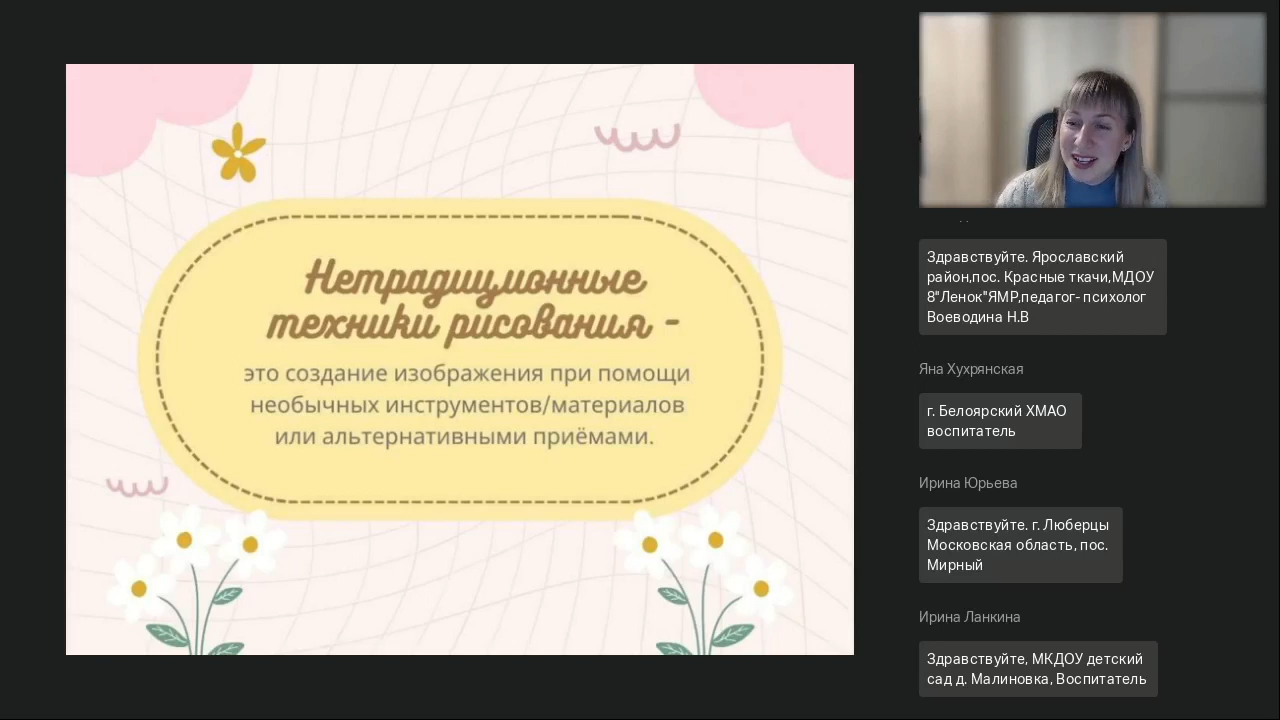 Нетрадиционные
техники рисования -
это создание изображения при помощи
необычных инструментов/материалов
или альтернативными приёмами.
Здравствуйте. Ярославский
район,пос. Красные ткачи,МДОУ
8"Ленок"ЯМР,педагог- психолог
Воеводина Н.В
Яна Хухрянская
г. Белоярский ХМАО
воспитатель
Ирина Юрьева
Здравствуйте. г. Люберцы
Московская область, пос.
Мирный
Ирина Ланкина
Здравствуйте, МКДОУ детский
сад д. Малиновка, Воспитатель